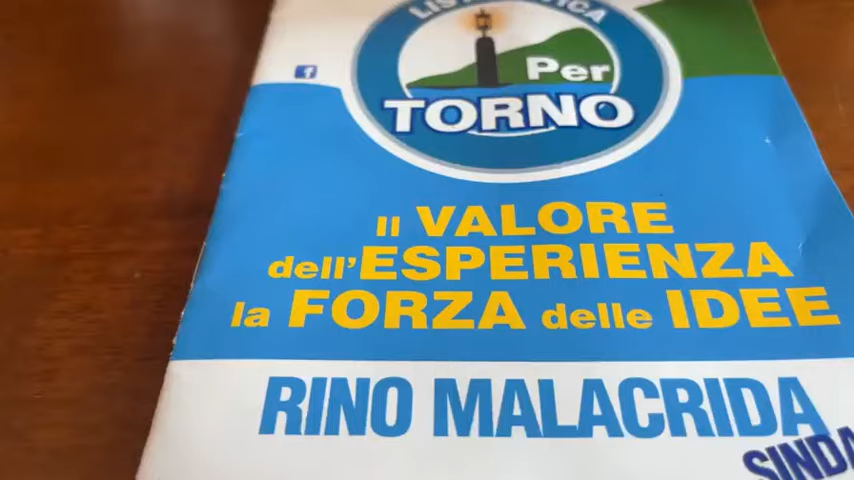 Per
TORNO
Il VALORE
dell'ESPERIENZA
la FORZA delle IDEE
RINO MALACRIDA